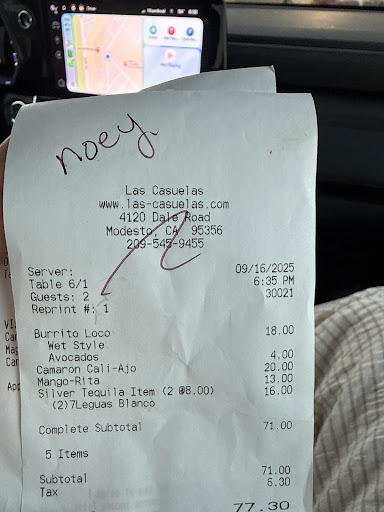 noey
Las Casuelas
www.las-casuelas.com
4120 Dale Road
Modesto, CA 95356
209-545-9455
Server: 09/16/2025
Table 6/1 6:35 PM
Guests: 2 30021
Reprint #: 1
Burrito Loco 18.00
Wet Style
Avocados 4.00
Camaron Cali-Ajo 20.00
Mango-Rita 13.00
Silver Tequila Item (2 @8.00) 16.00
(2)7Leguas Blanco
Complete Subtotal 71.00
5 Items
Subtotal 71.00
Tax 6.30
77.30